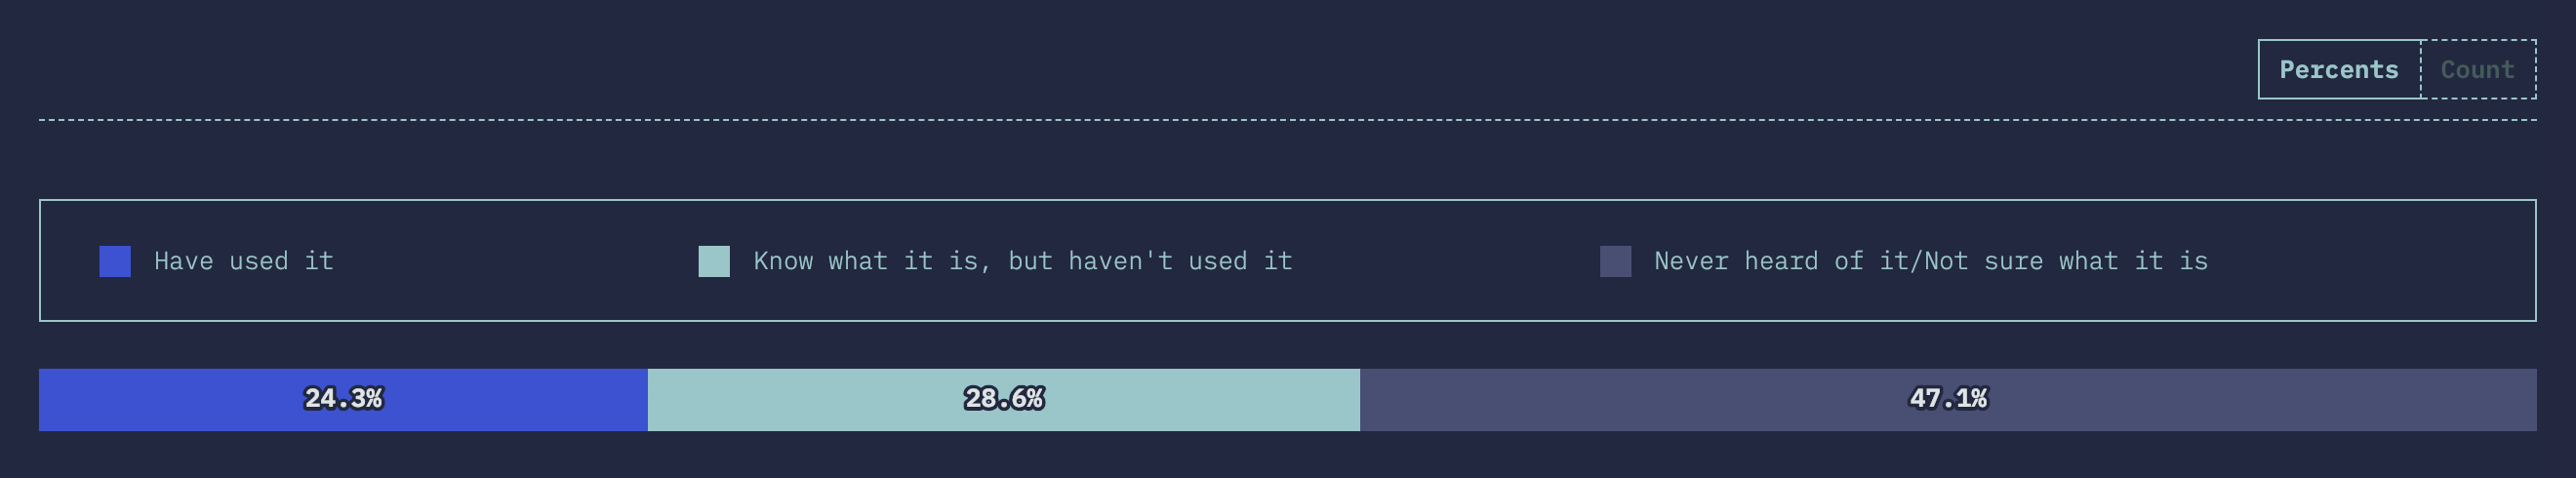 Percents Count
Have used it Know what it is, but haven't used it Never heard of it/Not sure what it is
24.3% 28.6% 47.1%